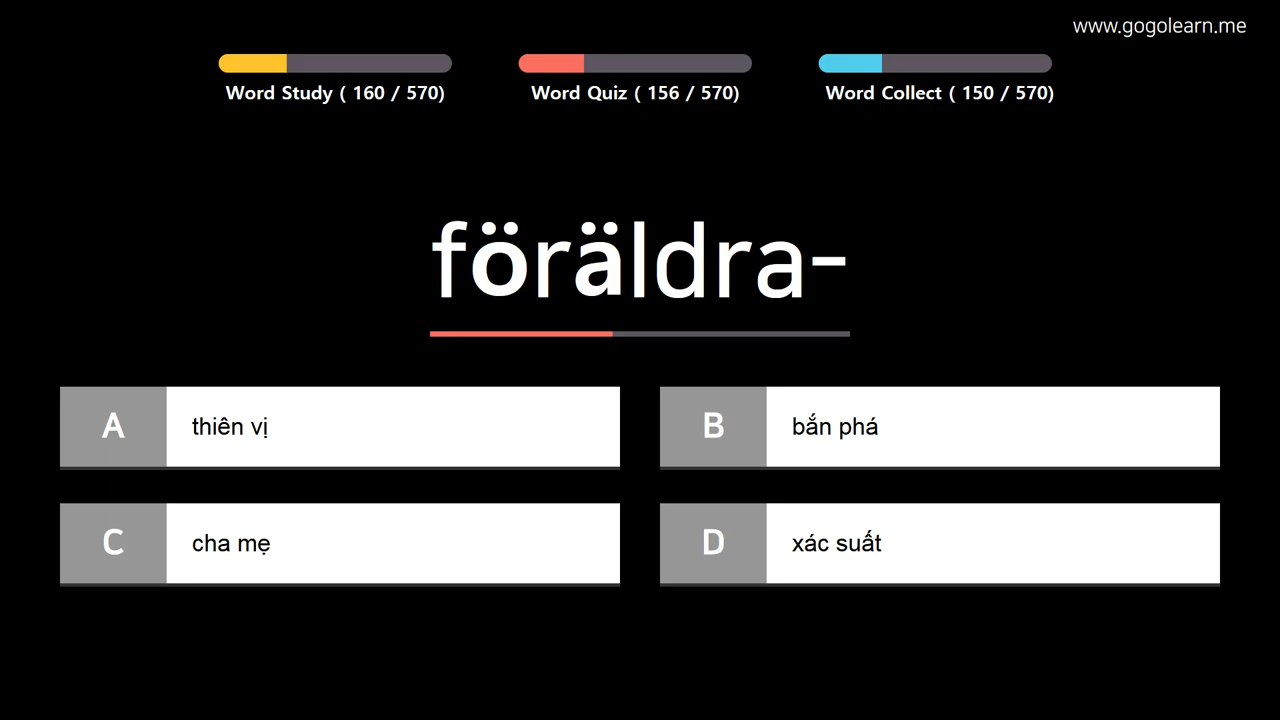 www.gogolearn.me
Word Study ( 160 / 570)
Word Quiz ( 156 / 570)
Word Collect ( 150 / 570)
föräldra-
A thiên vị
B bắn phá
C cha mẹ
D xác suất